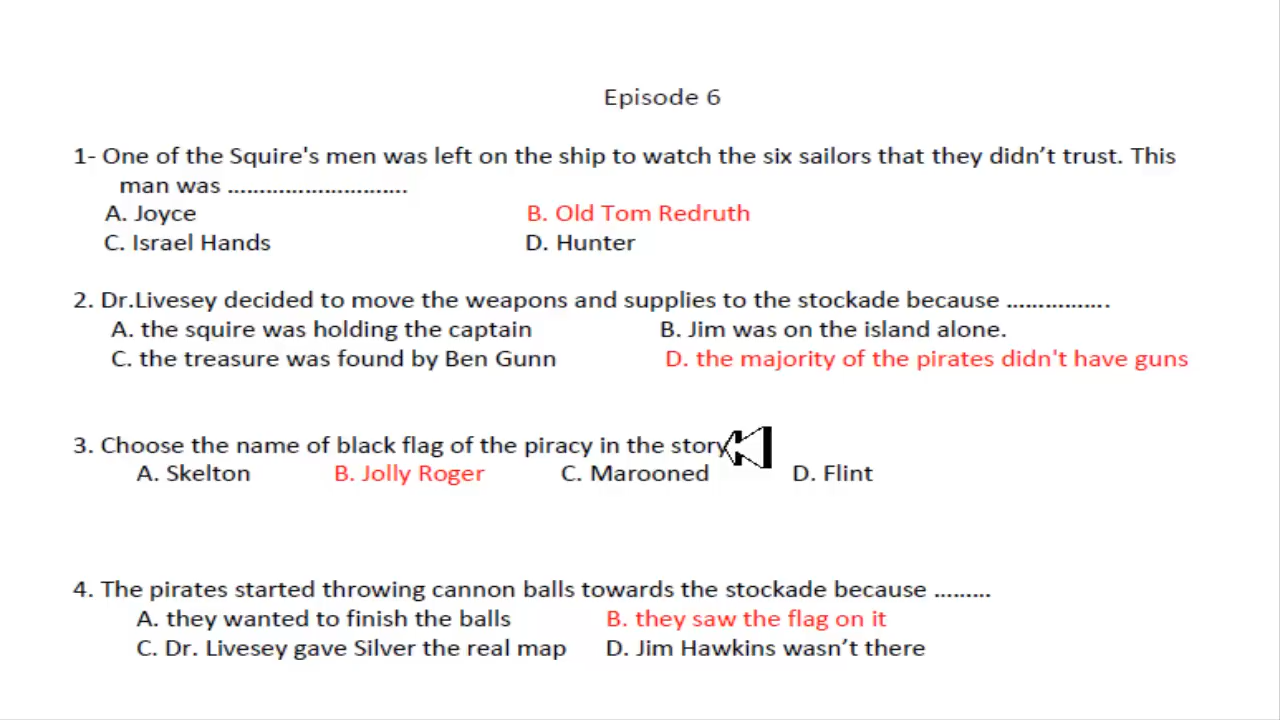 Episode 6
1- One of the Squire's men was left on the ship to watch the six sailors that they didn’t trust. This
man was ............................
A. Joyce B. Old Tom Redruth
C. Israel Hands D. Hunter
2. Dr.Livesey decided to move the weapons and supplies to the stockade because ................
A. the squire was holding the captain B. Jim was on the island alone.
C. the treasure was found by Ben Gunn D. the majority of the pirates didn't have guns
3. Choose the name of black flag of the piracy in the story
A. Skelton B. Jolly Roger C. Marooned D. Flint
4. The pirates started throwing cannon balls towards the stockade because .........
A. they wanted to finish the balls B. they saw the flag on it
C. Dr. Livesey gave Silver the real map D. Jim Hawkins wasn’t there